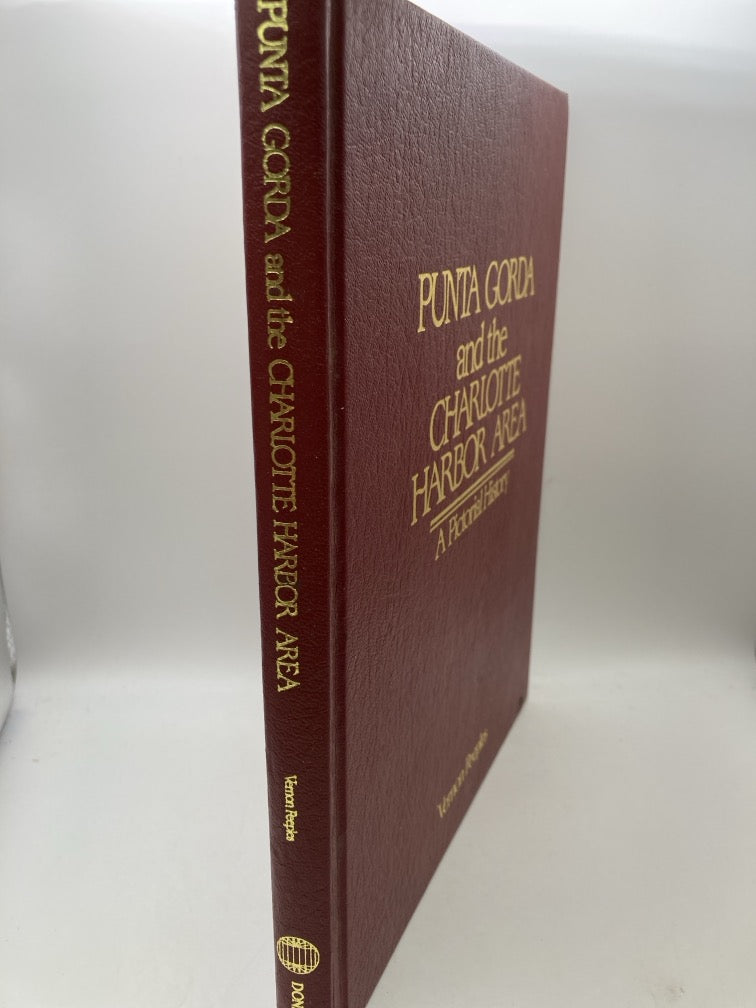 PUNTA GORDA and the CHARLOTTE HARBOR AREA
Vernon Peeples
DON
PUNTA GORDA
and the
CHARLOTTE
HARBOR AREA
A Pictorial History
Vernon Peeples